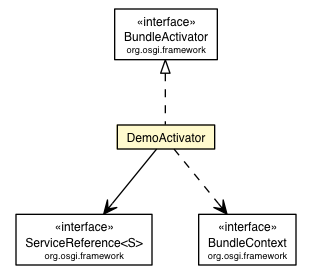 «interface»
BundleActivator
org.osgi.framework
DemoActivator
«interface»
ServiceReference<S>
org.osgi.framework
«interface»
BundleContext
org.osgi.framework